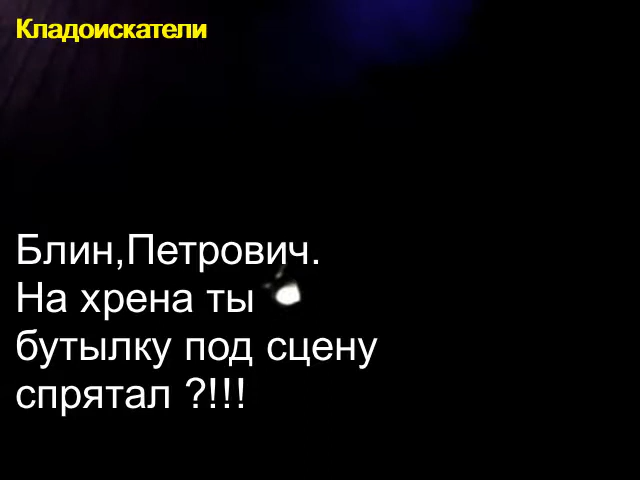 Кладоискатели
Блин,Петрович.
На хрена ты
бутылку под сцену
спрятал ?!!!